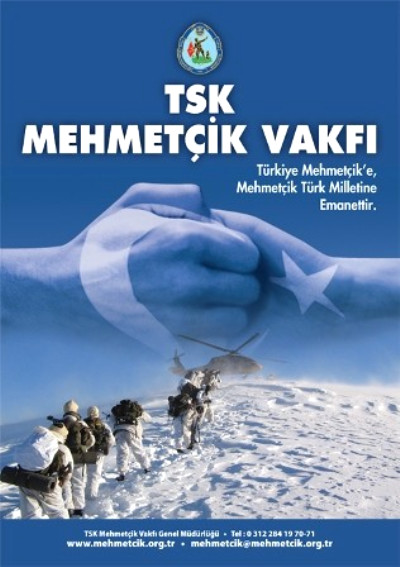 TSK
MEHMETÇİK VAKFI
Türkiye Mehmetçik'e,
Mehmetçik Türk Milletine
Emanettir.
TSK Mehmetçik Vakfı Genel Müdürlüğü • Tel : 0 312 284 19 70-71
www.mehmetcik.org.tr • mehmetcik@mehmetcik.org.tr